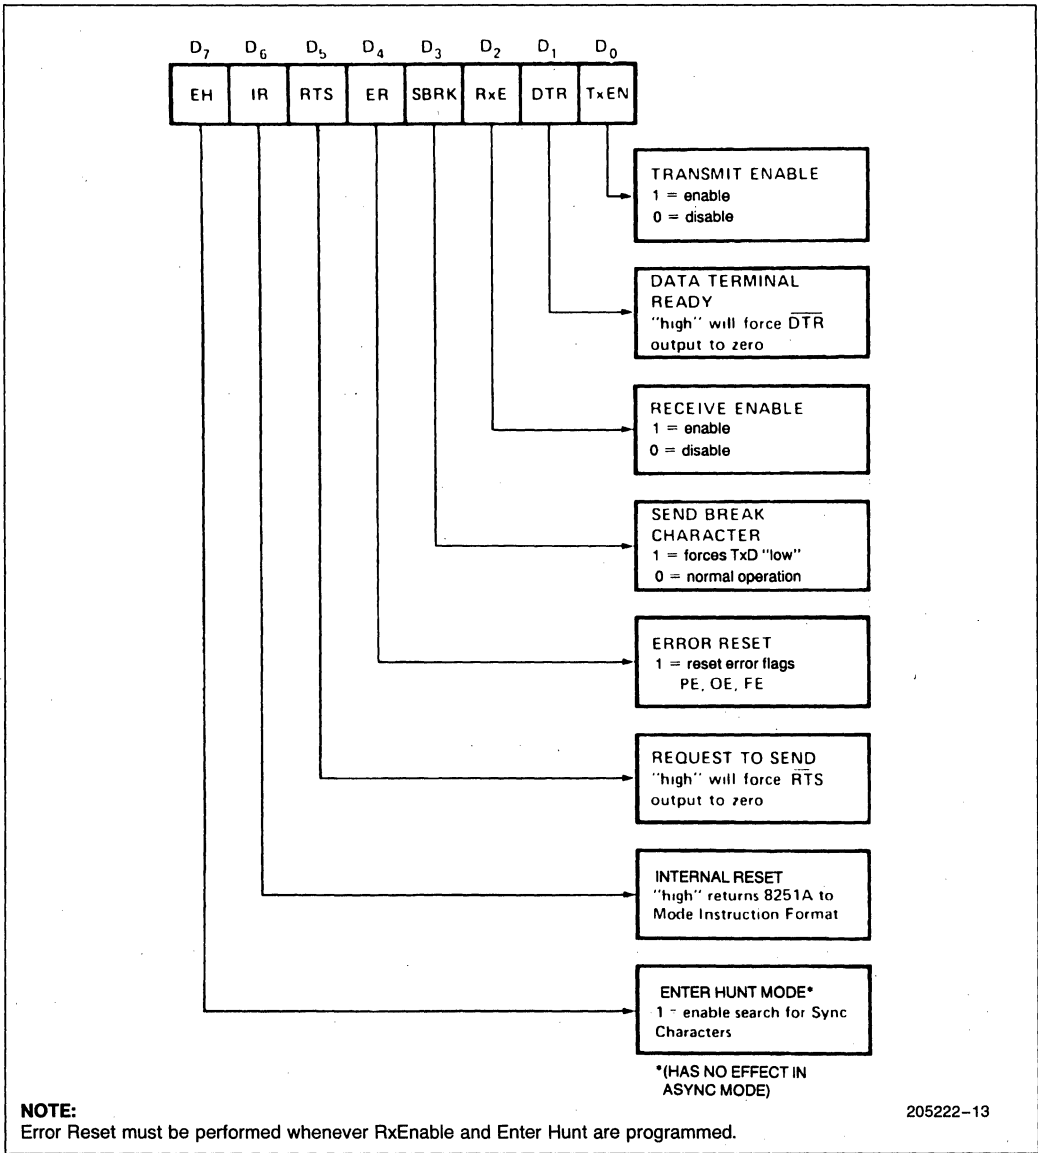 D7 D6 D5 D4 D3 D2 D1 D0
EH IR RTS ER SBRK RxE DTR TxEN
TRANSMIT ENABLE
1 = enable
0 = disable
DATA TERMINAL
READY
"high" will force D̅T̅R̅
output to zero
RECEIVE ENABLE
1 = enable
0 = disable
SEND BREAK
CHARACTER
1 = forces TxD "low"
0 = normal operation
ERROR RESET
1 = reset error flags
PE, OE, FE
REQUEST TO SEND
"high" will force R̅T̅S̅
output to zero
INTERNAL RESET
"high" returns 8251A to
Mode Instruction Format
ENTER HUNT MODE*
1 = enable search for Sync
Characters
*(HAS NO EFFECT IN
ASYNC MODE)
NOTE:
205222-13
Error Reset must be performed whenever RxEnable and Enter Hunt are programmed.